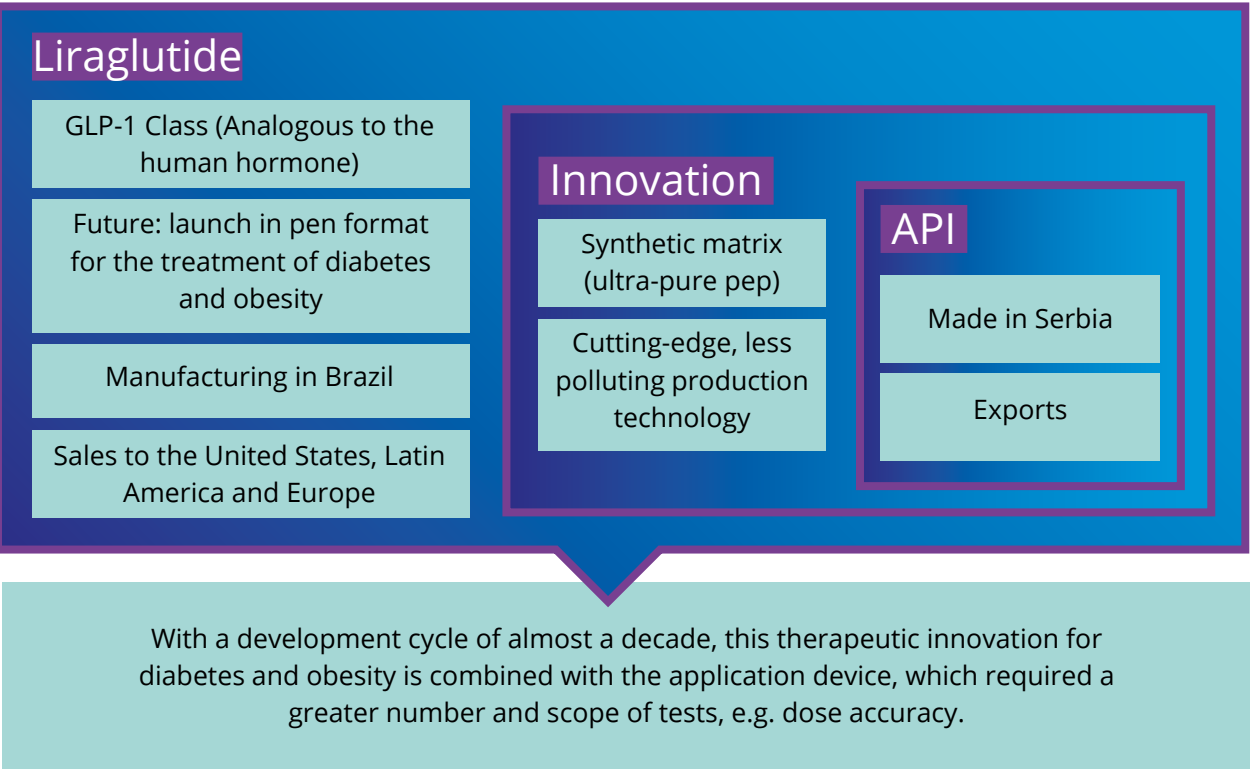 Liraglutide
GLP-1 Class (Analogous to the
human hormone)
Future: launch in pen format
for the treatment of diabetes
and obesity
Manufacturing in Brazil
Sales to the United States, Latin
America and Europe
Innovation
Synthetic matrix
(ultra-pure pep)
Cutting-edge, less
polluting production
technology
API
Made in Serbia
Exports
With a development cycle of almost a decade, this therapeutic innovation for
diabetes and obesity is combined with the application device, which required a
greater number and scope of tests, e.g. dose accuracy.